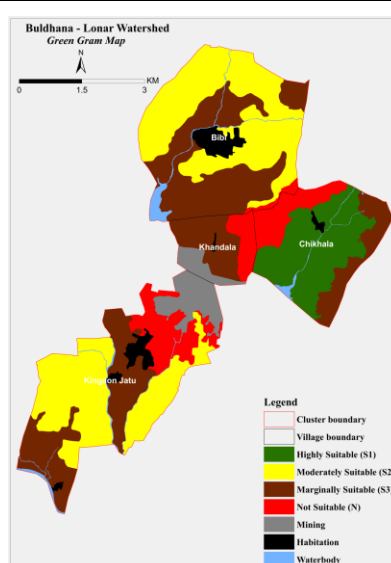 Buldhana - Lonar Watershed
Green Gram Map
N
KM
0 1.5 3
Bibi
Khandala
Chikhala
Kingaon Jatu
Legend
Cluster boundary
Village boundary
Highly Suitable (S1)
Moderately Suitable (S2
Marginally Suitable (S3)
Not Suitable (N)
Mining
Habitation
Waterbody